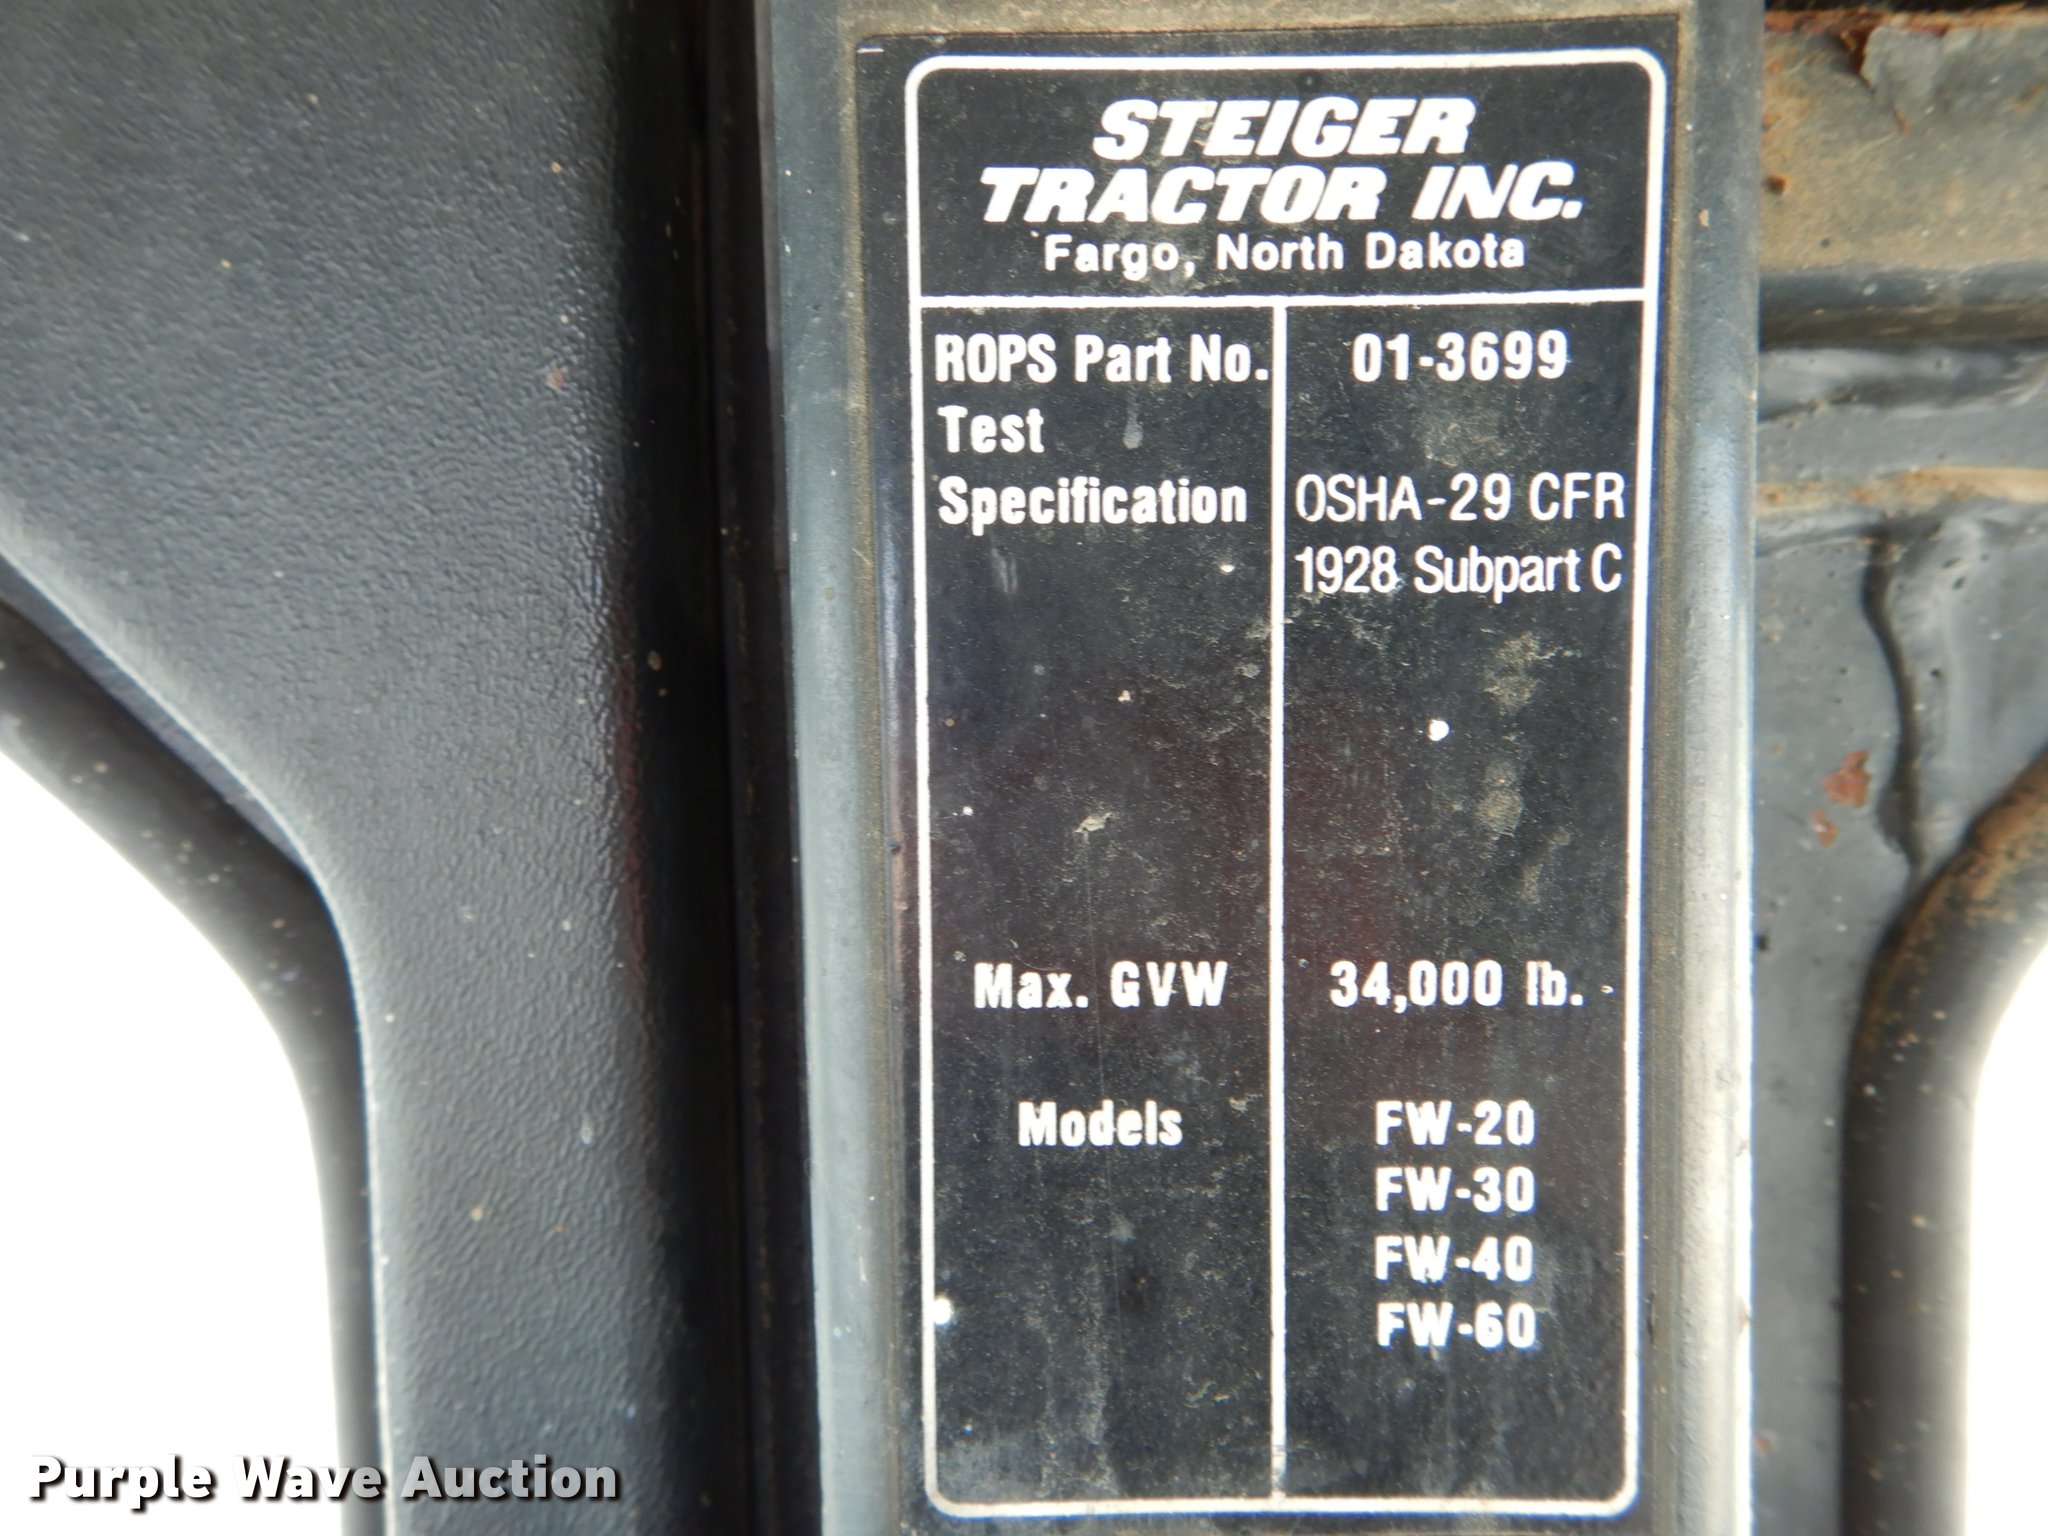 STEIGER
TRACTOR INC.
Fargo, North Dakota
ROPS Part No. 01-3699
Test
Specification OSHA-29 CFR
1928 Subpart C
Max. GVW 34,000 lb.
Models FW-20
FW-30
FW-40
FW-60
Purple Wave Auction